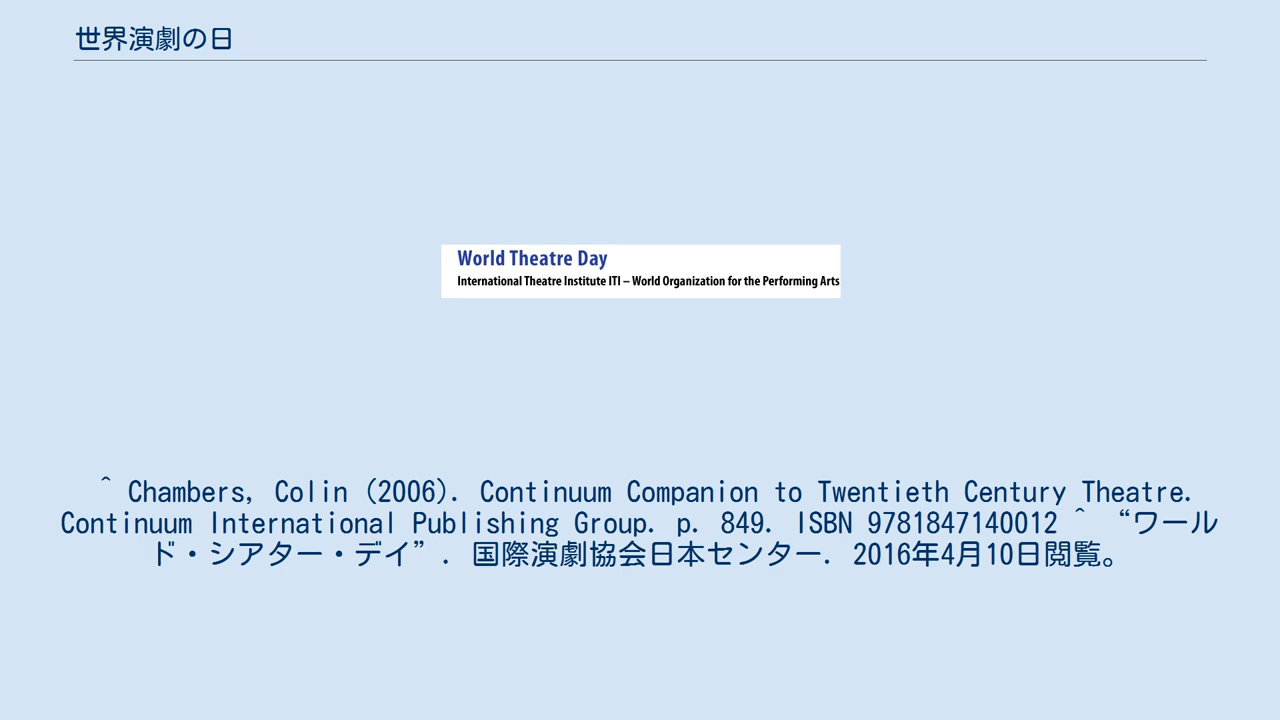 世界演劇の日
World Theatre Day
International Theatre Institute ITI – World Organization for the Performing Arts
^ Chambers, Colin (2006). Continuum Companion to Twentieth Century Theatre.
Continuum International Publishing Group. p. 849. ISBN 9781847140012 ^ “ワール
ド・シアター・デイ”. 国際演劇協会日本センター. 2016年4月10日閲覧。